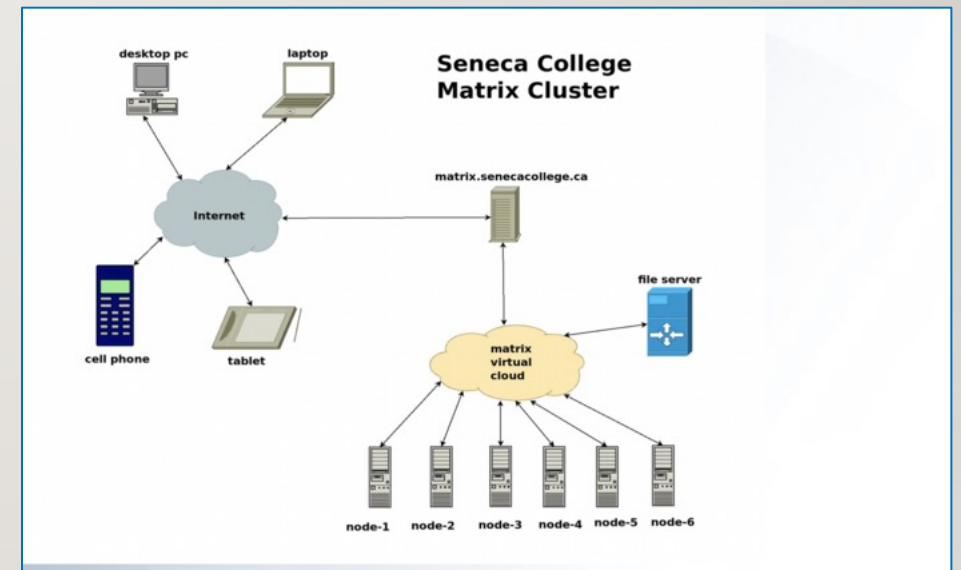 desktop pc
laptop
Seneca College
Matrix Cluster
matrix.senecacollege.ca
Internet
file server
cell phone
tablet
matrix
virtual
cloud
node-1
node-2
node-3
node-4
node-5
node-6